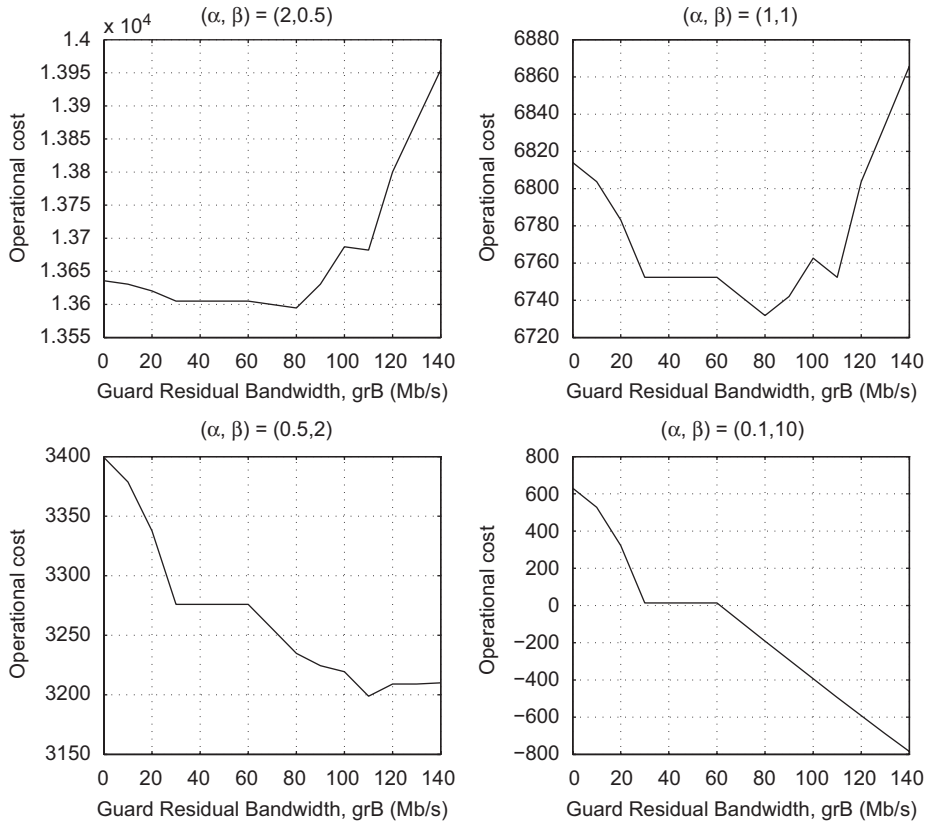 (α, β) = (2,0.5)
x 10⁴
1.4
1.395
1.39
1.385
1.38
1.375
1.37
1.365
1.36
1.355
Operational cost
0 20 40 60 80 100 120 140
Guard Residual Bandwidth, grB (Mb/s)
(α, β) = (1,1)
6880
6860
6840
6820
6800
6780
6760
6740
6720
Operational cost
0 20 40 60 80 100 120 140
Guard Residual Bandwidth, grB (Mb/s)
(α, β) = (0.5,2)
3400
3350
3300
3250
3200
3150
Operational cost
0 20 40 60 80 100 120 140
Guard Residual Bandwidth, grB (Mb/s)
(α, β) = (0.1,10)
800
600
400
200
0
−200
−400
−600
−800
Operational cost
0 20 40 60 80 100 120 140
Guard Residual Bandwidth, grB (Mb/s)